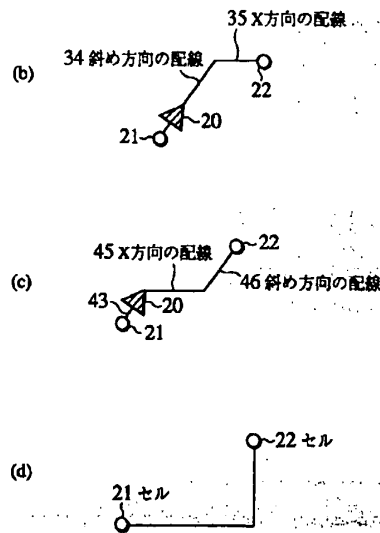 35 X方向の配線
(b)
34 斜め方向の配線
22
20
21
22
45 X方向の配線
(c)
46 斜め方向の配線
43
20
21
22 セル
(d)
21 セル